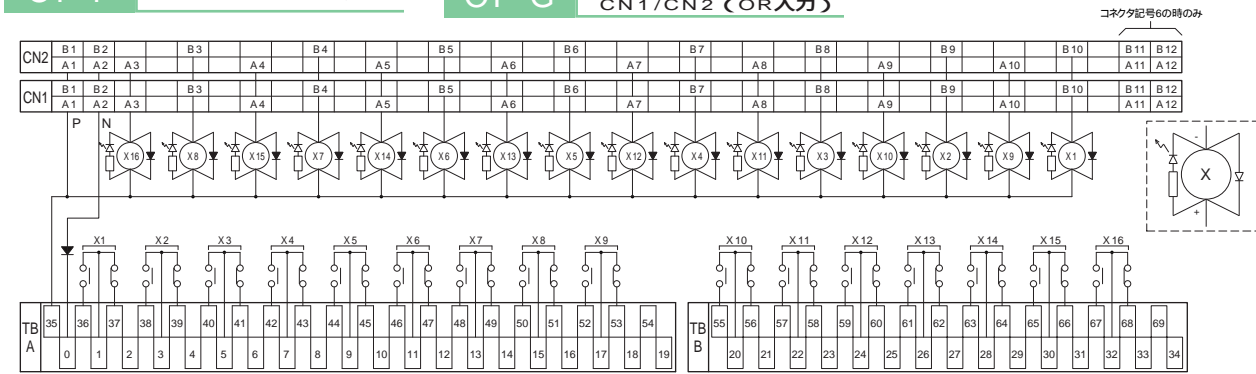 CN1/CN2（OR入分）
コネクタ記号6の時のみ
CN2
B1 B2 B3 B4 B5 B6 B7 B8 B9 B10 B11 B12
A1 A2 A3 A4 A5 A6 A7 A8 A9 A10 A11 A12
CN1
B1 B2 B3 B4 B5 B6 B7 B8 B9 B10 B11 B12
A1 A2 A3 A4 A5 A6 A7 A8 A9 A10 A11 A12
P N
X16 X8 X15 X7 X14 X6 X13 X5 X12 X4 X11 X3 X10 X2 X9 X1
-
X
+
X1 X2 X3 X4 X5 X6 X7 X8 X9 X10 X11 X12 X13 X14 X15 X16
TB A
35 36 37 38 39 40 41 42 43 44 45 46 47 48 49 50 51 52 53 54
0 1 2 3 4 5 6 7 8 9 10 11 12 13 14 15 16 17 18 19
TB B
55 56 57 58 59 60 61 62 63 64 65 66 67 68 69
20 21 22 23 24 25 26 27 28 29 30 31 32 33 34